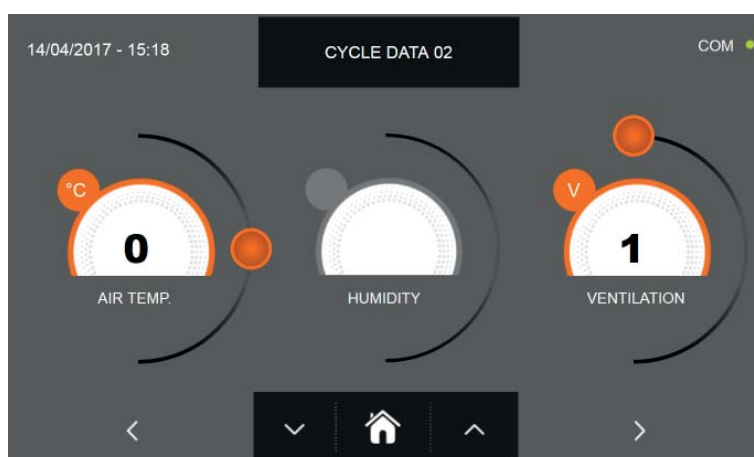 14/04/2017 - 15:18
CYCLE DATA 02
COM
°C
0
AIR TEMP.
HUMIDITY
V
1
VENTILATION